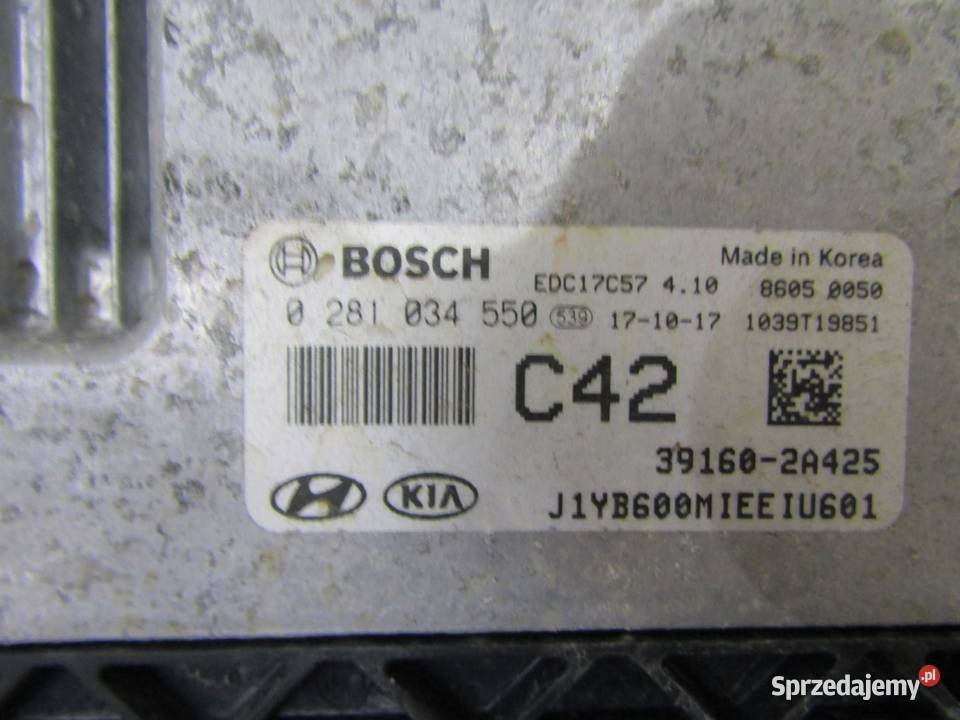 BOSCH
Made in Korea
EDC17C57 4.10 8605 0050
0 281 034 550 539 17-10-17 1039T19851
C42
39160-2A425
KIA
J1YB600MIEEIU601
Sprzedajemy.pl